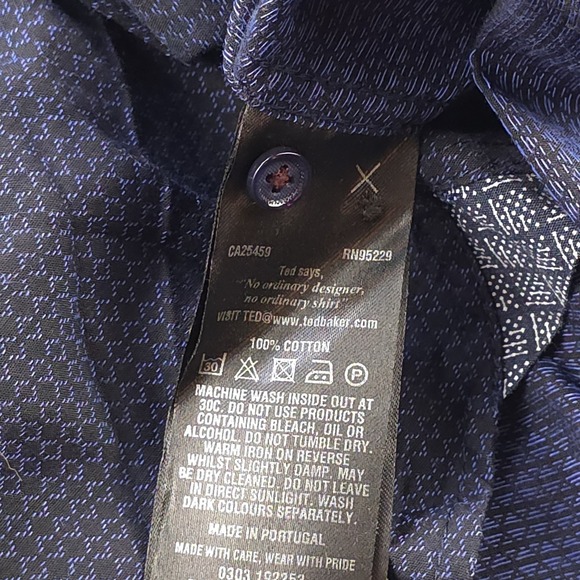 CA25459 RN95229
Ted says,
"No ordinary designer,
no ordinary shirt"
VISIT TED@www.tedbaker.com
100% COTTON
30 P
MACHINE WASH INSIDE OUT AT
30C. DO NOT USE PRODUCTS
CONTAINING BLEACH, OIL OR
ALCOHOL. DO NOT TUMBLE DRY.
WARM IRON ON REVERSE
WHILST SLIGHTLY DAMP. MAY
BE DRY CLEANED. DO NOT LEAVE
IN DIRECT SUNLIGHT. WASH
DARK COLOURS SEPARATELY.
MADE IN PORTUGAL
MADE WITH CARE, WEAR WITH PRIDE
0303 192253